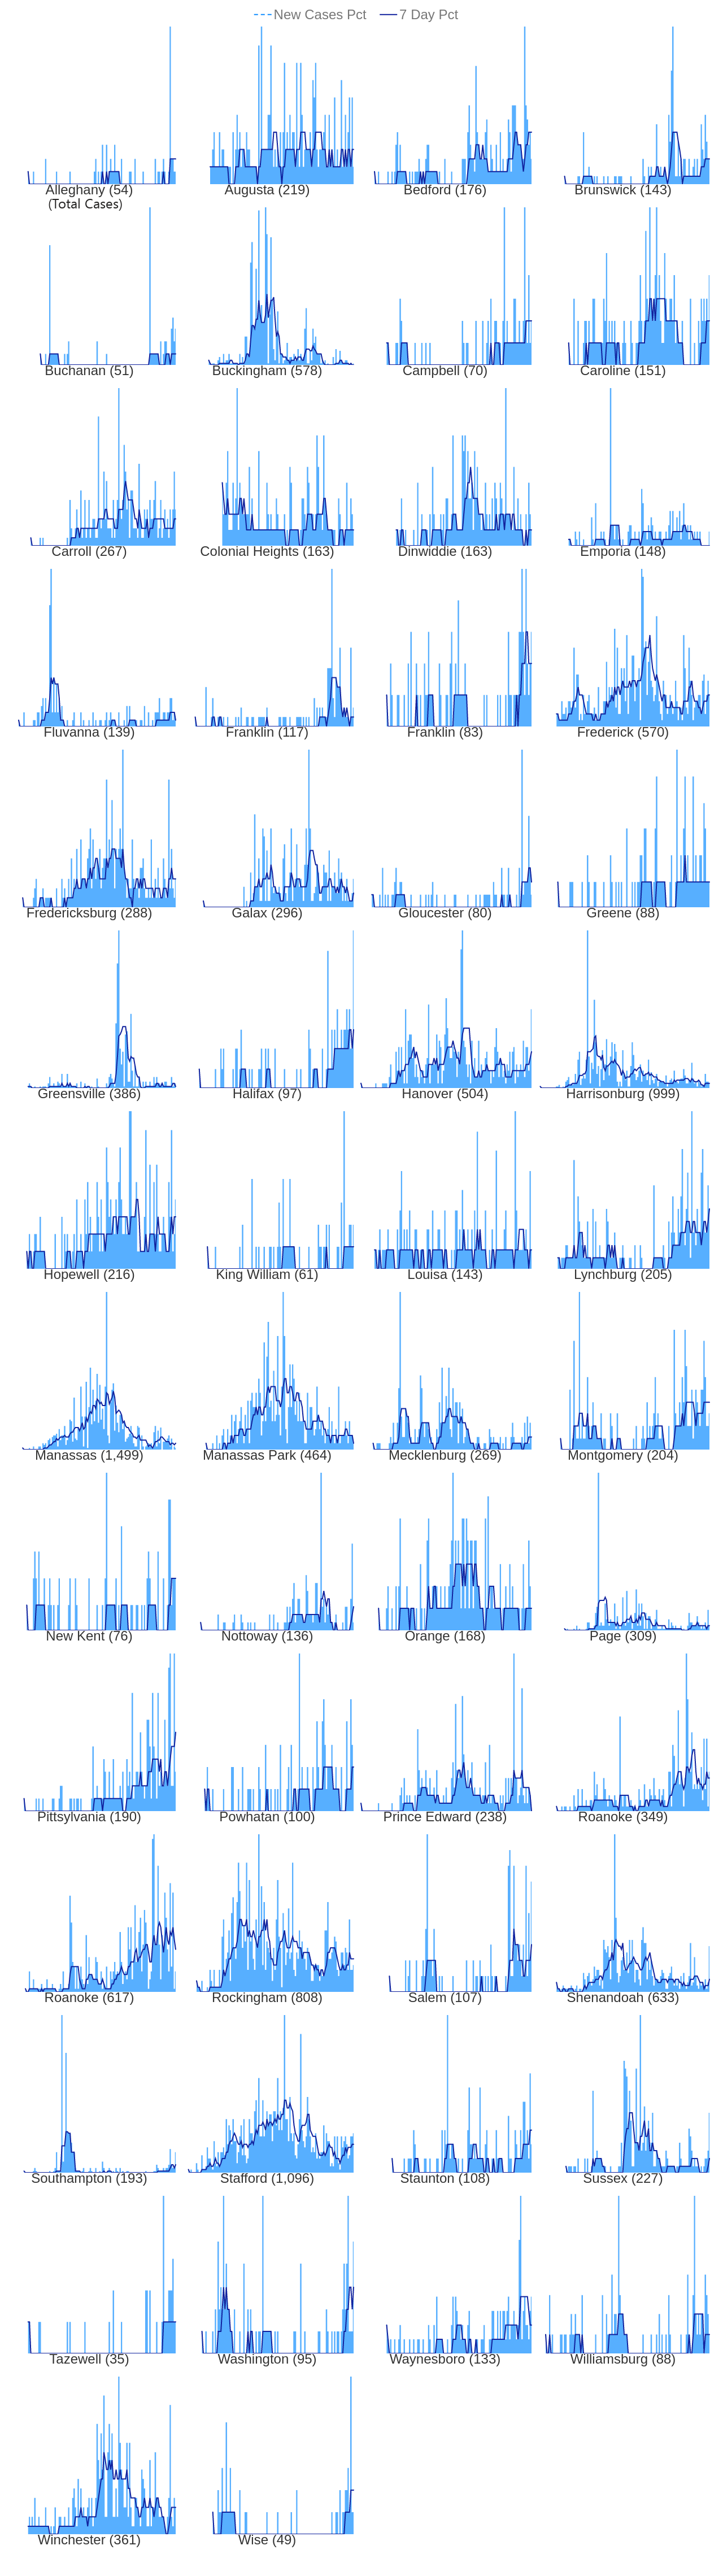 New Cases Pct 7 Day Pct
Alleghany (54) Augusta (219) Bedford (176) Brunswick (143)
(Total Cases)
Buchanan (51) Buckingham (578) Campbell (70) Caroline (151)
Carroll (267) Colonial Heights (163) Dinwiddie (163) Emporia (148)
Fluvanna (139) Franklin (117) Franklin (83) Frederick (570)
Fredericksburg (288) Galax (296) Gloucester (80) Greene (88)
Greensville (386) Halifax (97) Hanover (504) Harrisonburg (999)
Hopewell (216) King William (61) Louisa (143) Lynchburg (205)
Manassas (1,499) Manassas Park (464) Mecklenburg (269) Montgomery (204)
New Kent (76) Nottoway (136) Orange (168) Page (309)
Pittsylvania (190) Powhatan (100) Prince Edward (238) Roanoke (349)
Roanoke (617) Rockingham (808) Salem (107) Shenandoah (633)
Southampton (193) Stafford (1,096) Staunton (108) Sussex (227)
Tazewell (35) Washington (95) Waynesboro (133) Williamsburg (88)
Winchester (361) Wise (49)